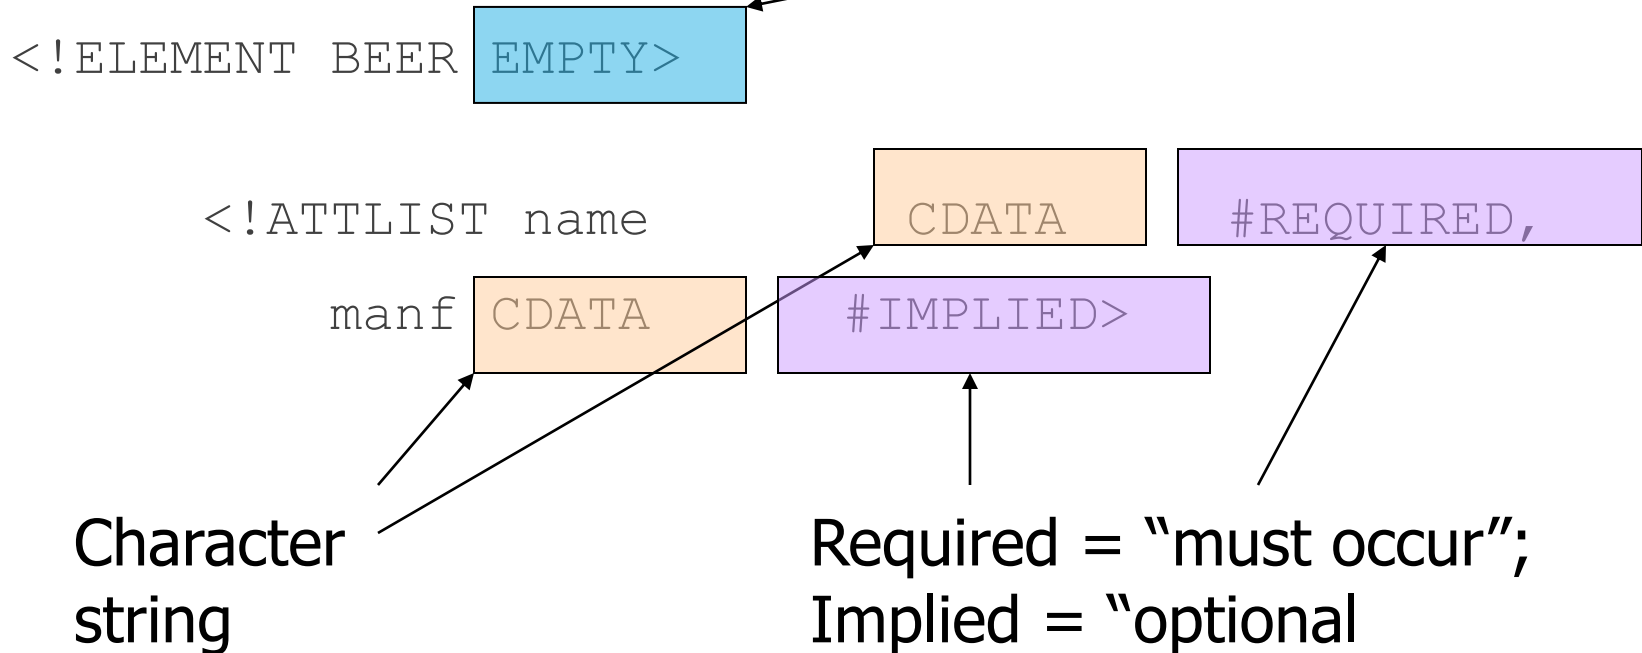 <!ELEMENT BEER EMPTY>
<!ATTLIST name CDATA #REQUIRED,
manf CDATA #IMPLIED>
Character
string
Required = “must occur”;
Implied = “optional